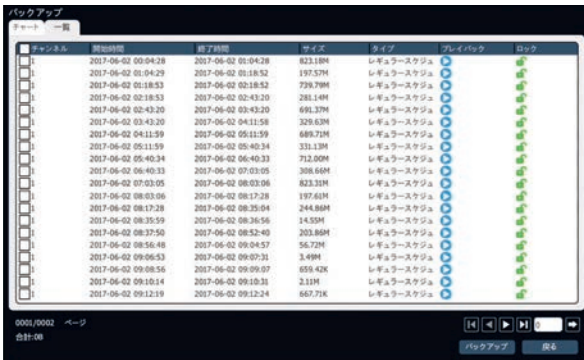 バックアップ
チャート 一覧
チャンネル 開始時間 終了時間 サイズ タイプ プレイバック ロック
1 2017-06-02 00:04:28 2017-06-02 01:04:28 823.18M レギュラースケジュ
1 2017-06-02 01:04:29 2017-06-02 01:18:52 197.57M レギュラースケジュ
1 2017-06-02 01:18:53 2017-06-02 02:18:52 739.79M レギュラースケジュ
1 2017-06-02 02:18:53 2017-06-02 02:43:20 281.14M レギュラースケジュ
1 2017-06-02 02:43:20 2017-06-02 03:43:20 691.37M レギュラースケジュ
1 2017-06-02 03:43:20 2017-06-02 04:11:58 329.63M レギュラースケジュ
1 2017-06-02 04:11:59 2017-06-02 05:11:59 689.71M レギュラースケジュ
1 2017-06-02 05:11:59 2017-06-02 05:40:34 331.13M レギュラースケジュ
1 2017-06-02 05:40:34 2017-06-02 06:40:33 712.00M レギュラースケジュ
1 2017-06-02 06:40:33 2017-06-02 07:03:05 308.66M レギュラースケジュ
1 2017-06-02 07:03:05 2017-06-02 08:03:06 823.31M レギュラースケジュ
1 2017-06-02 08:03:06 2017-06-02 08:17:28 197.61M レギュラースケジュ
1 2017-06-02 08:17:28 2017-06-02 08:35:04 244.86M レギュラースケジュ
1 2017-06-02 08:35:59 2017-06-02 08:36:56 14.55M レギュラースケジュ
1 2017-06-02 08:37:50 2017-06-02 08:52:40 203.86M レギュラースケジュ
1 2017-06-02 08:56:48 2017-06-02 09:04:57 56.72M レギュラースケジュ
1 2017-06-02 09:06:53 2017-06-02 09:07:31 3.49M レギュラースケジュ
1 2017-06-02 09:08:56 2017-06-02 09:09:07 659.42K レギュラースケジュ
1 2017-06-02 09:10:14 2017-06-02 09:10:31 2.11M レギュラースケジュ
1 2017-06-02 09:12:19 2017-06-02 09:12:24 667.71K レギュラースケジュ
0001/0002 ページ 0
合計:08
バックアップ 戻る